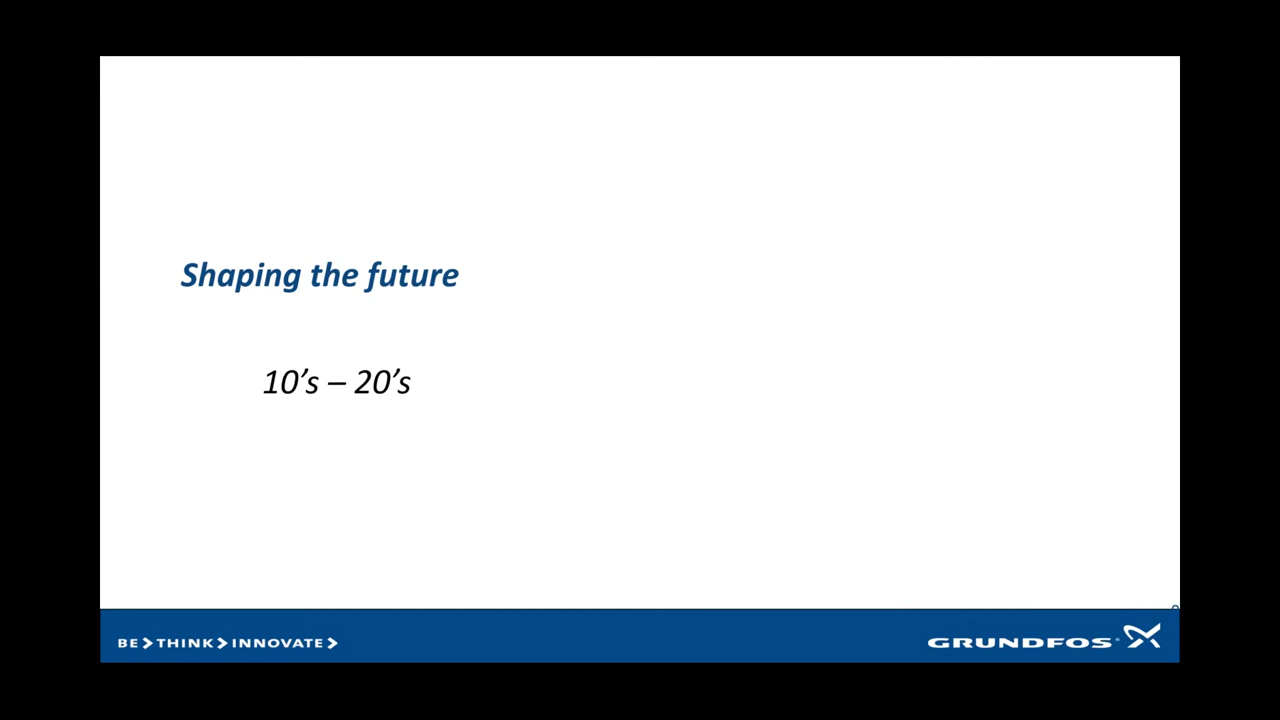 Shaping the future
10’s – 20’s
BE>THINK>INNOVATE>
GRUNDFOS